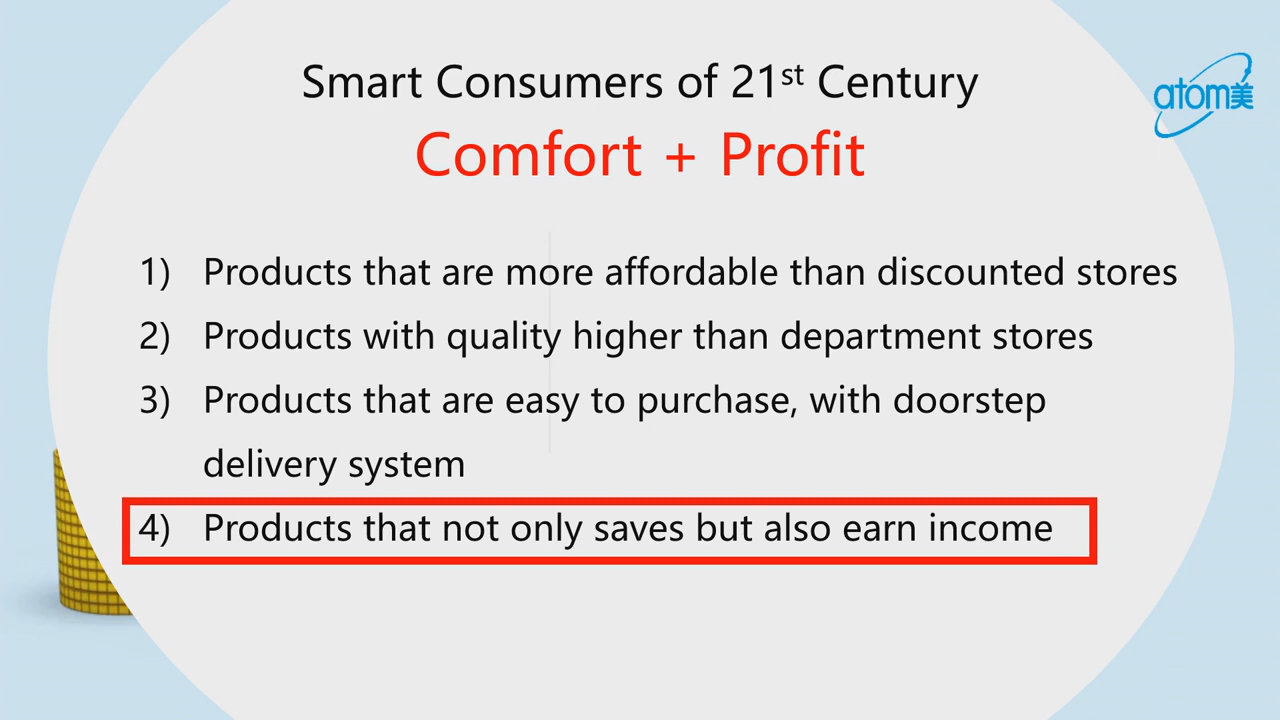 Smart Consumers of 21st Century
atom美
Comfort + Profit
1) Products that are more affordable than discounted stores
2) Products with quality higher than department stores
3) Products that are easy to purchase, with doorstep
delivery system
4) Products that not only saves but also earn income